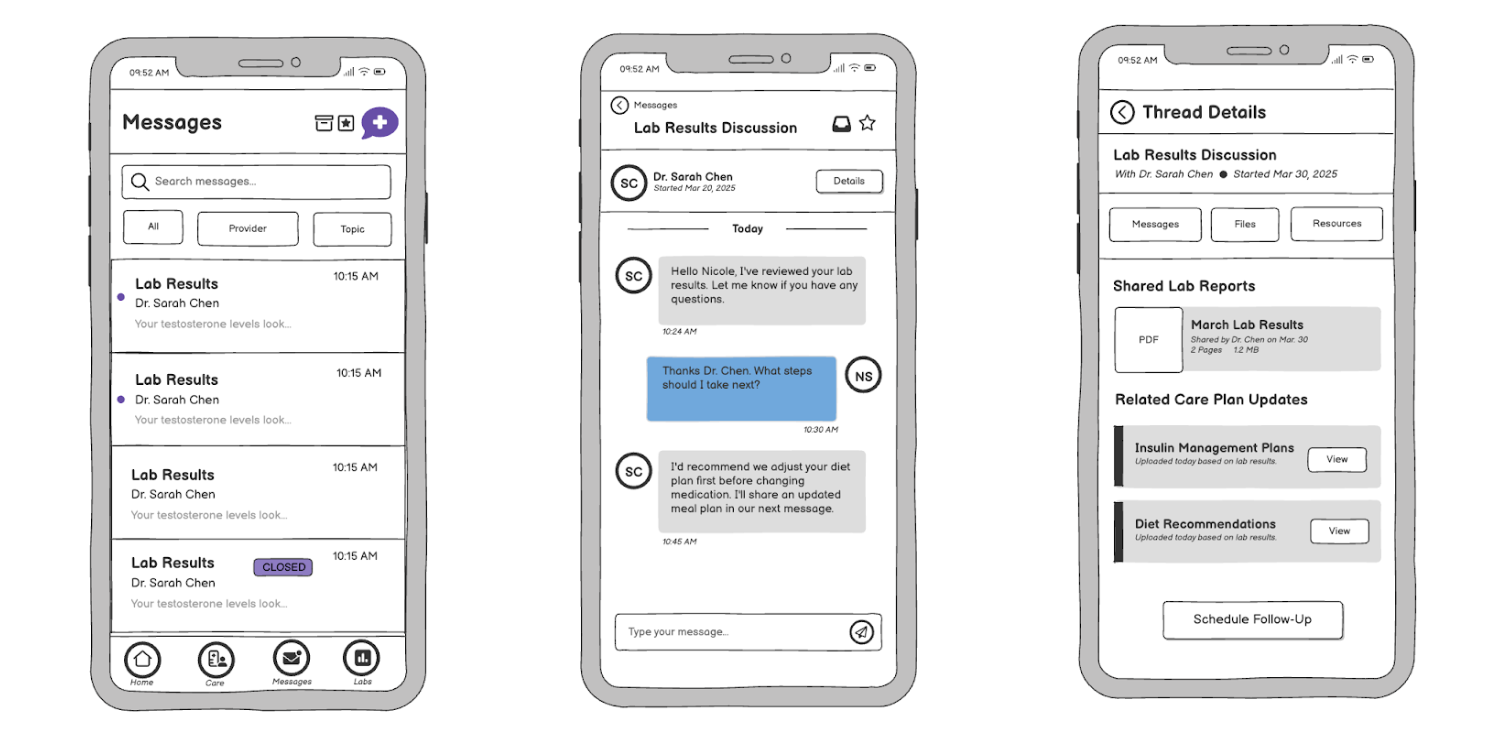 09:52 AM
Messages
Search messages...
All
Provider
Topic
Lab Results
10:15 AM
Dr. Sarah Chen
Your testosterone levels look...
Lab Results
10:15 AM
Dr. Sarah Chen
Your testosterone levels look...
Lab Results
10:15 AM
Dr. Sarah Chen
Your testosterone levels look...
Lab Results
CLOSED
10:15 AM
Dr. Sarah Chen
Your testosterone levels look...
Home
Care
Messages
Labs
09:52 AM
Messages
Lab Results Discussion
SC
Dr. Sarah Chen
Started Mar 20, 2025
Details
Today
SC
Hello Nicole, I've reviewed your lab
results. Let me know if you have any
questions.
10:24 AM
Thanks Dr. Chen. What steps
should I take next?
NS
10:30 AM
SC
I'd recommend we adjust your diet
plan first before changing
medication. I'll share an updated
meal plan in our next message.
10:45 AM
Type your message...
09:52 AM
Thread Details
Lab Results Discussion
With Dr. Sarah Chen ● Started Mar 30, 2025
Messages
Files
Resources
Shared Lab Reports
PDF
March Lab Results
Shared by Dr. Chen on Mar. 30
2 Pages 1.2 MB
Related Care Plan Updates
Insulin Management Plans
Uploaded today based on lab results.
View
Diet Recommendations
Uploaded today based on lab results.
View
Schedule Follow-Up